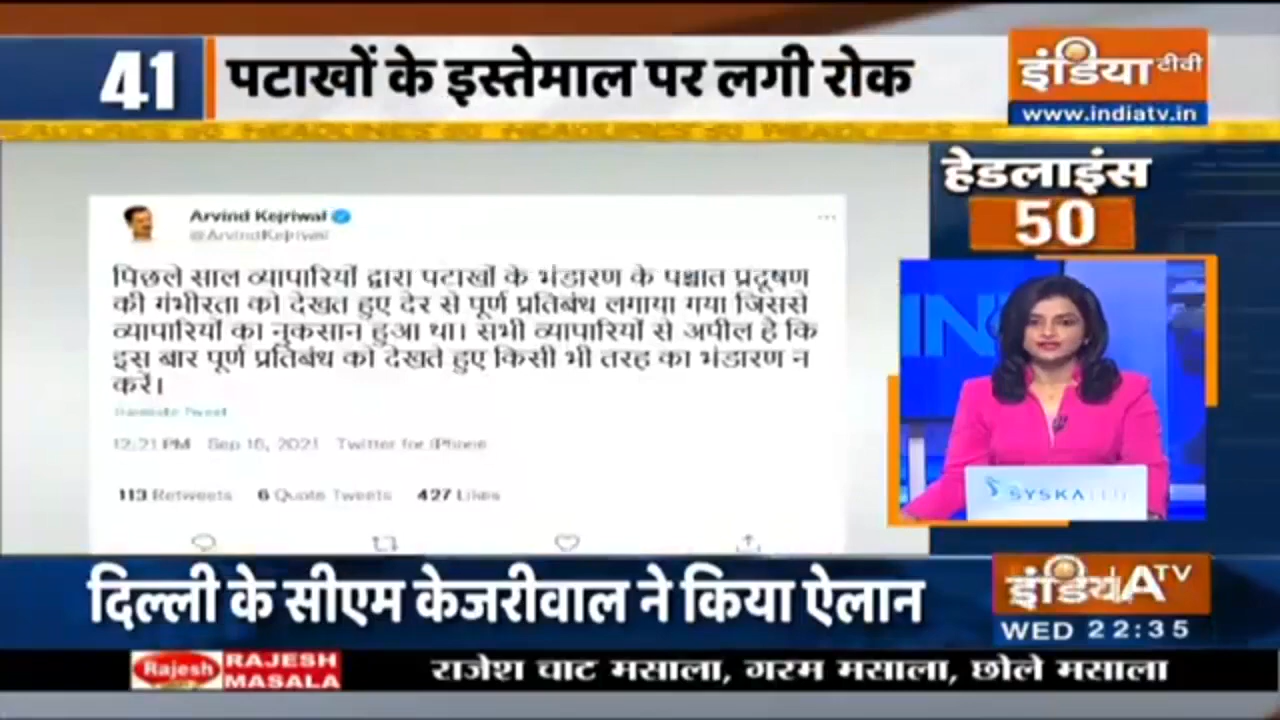 41
पटाखों के इस्तेमाल पर लगी रोक
इंडिया टीवी
www.indiatv.in
हेडलाइंस
50
Arvind Kejriwal
@ArvindKejriwal
पिछले साल व्यापारियों द्वारा पटाखों के भंडारण के पश्चात प्रदूषण
की गंभीरता को देखत हुए देर से पूर्ण प्रतिबंध लगाया गया जिससे
व्यापारियों का नुकसान हुआ था। सभी व्यापारियों से अपील है कि
इस बार पूर्ण प्रतिबंध को देखते हुए किसी भी तरह का भंडारण न
करें।
Translate Tweet
12:21 PM Sep 15, 2021 Twitter for iPhone
113 Retweets 6 Quote Tweets 427 Likes
SYSKA LED
दिल्ली के सीएम केजरीवाल ने किया ऐलान
TV
WED 22:35
Rajesh RAJESH MASALA
राजेश चाट मसाला, गरम मसाला, छोले मसाला